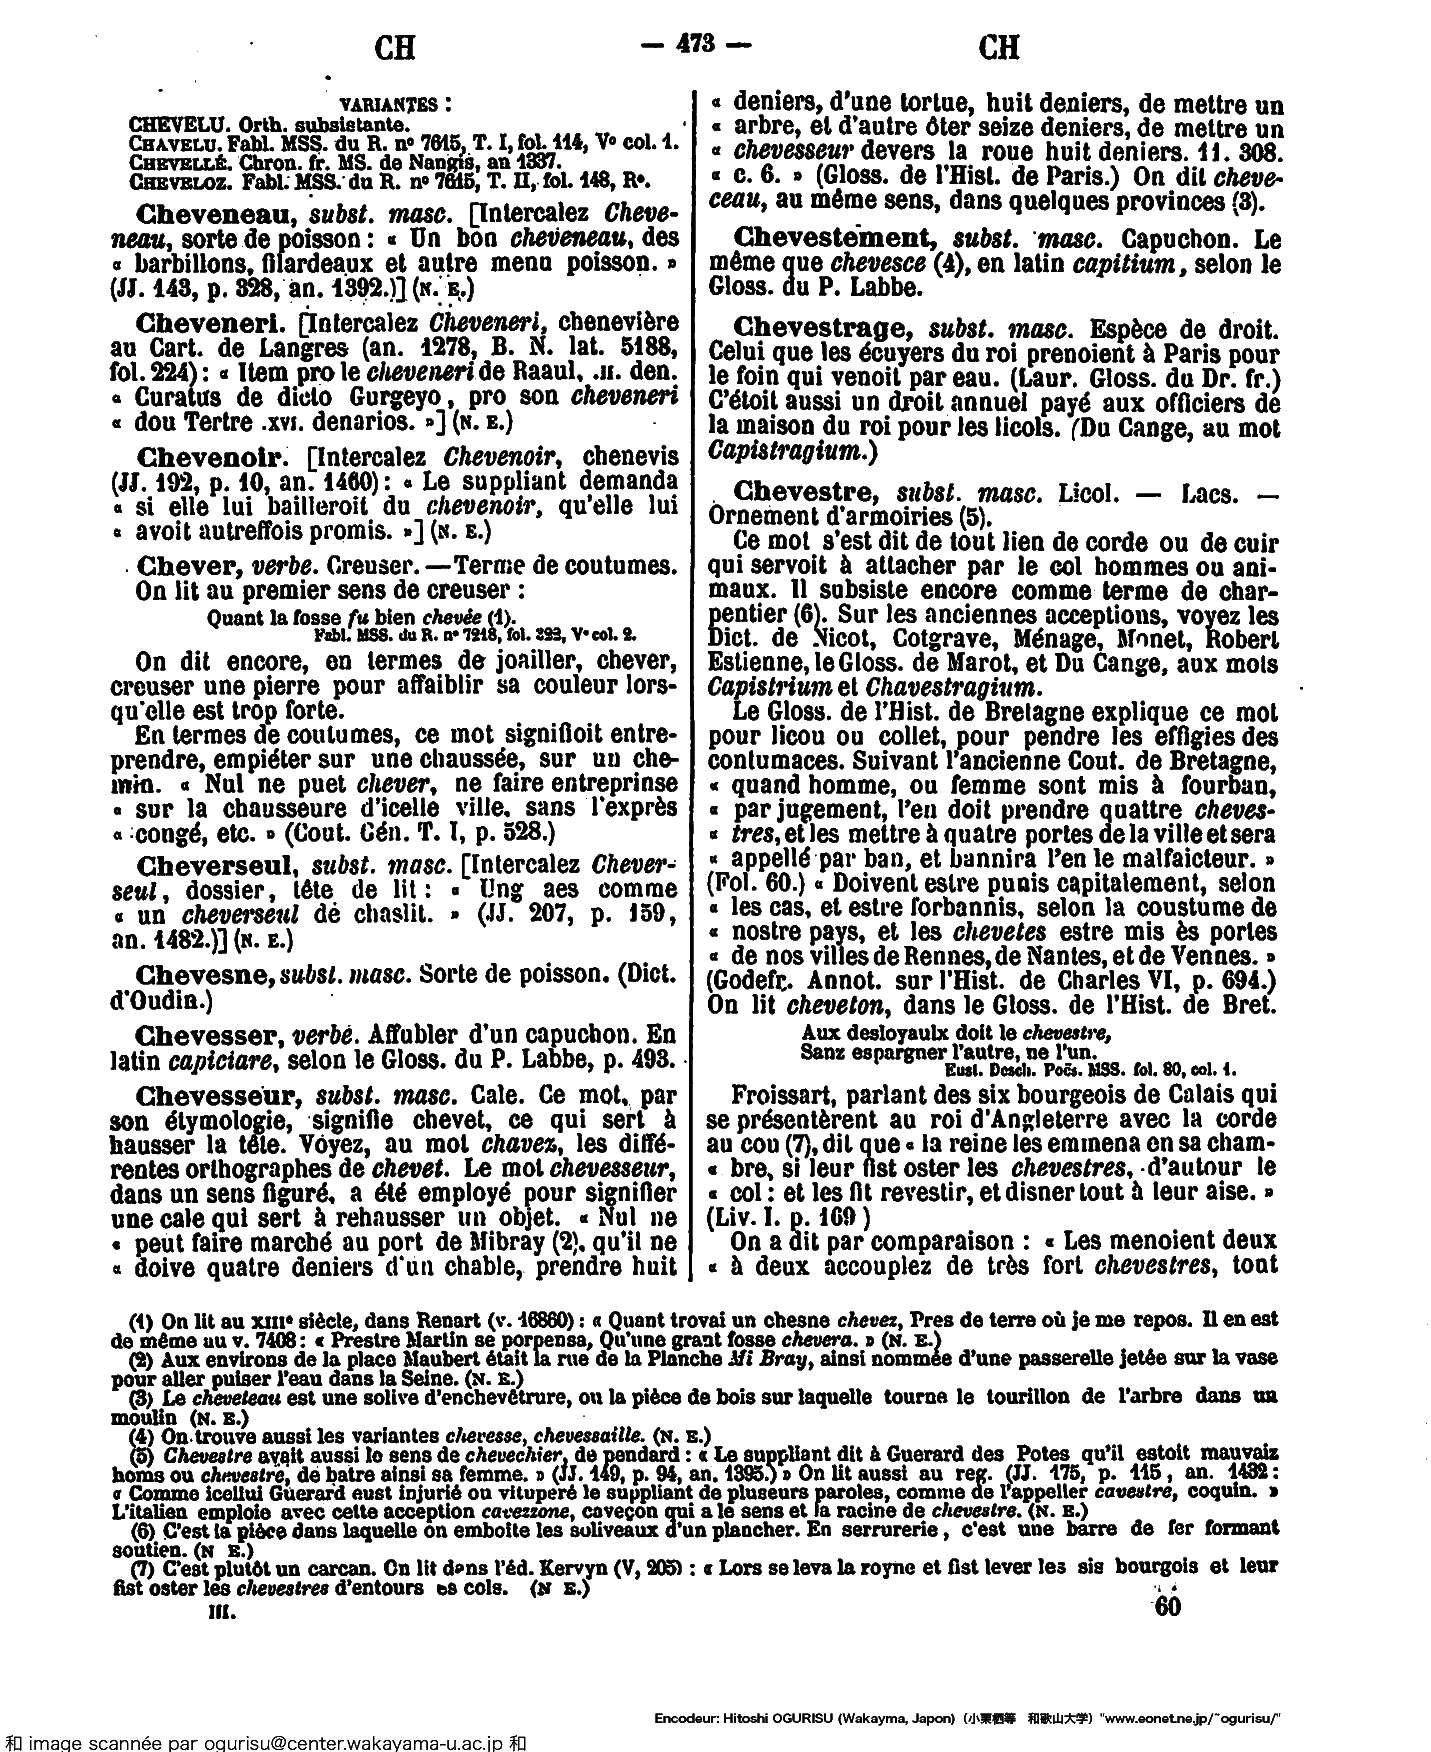 CH — 473 — CH
VARIANTES :
CHEVELU. Orth. subsistante.
CHAVELU. Fabl. MSS. du R. nº 7615, T. I, fol. 114, Vº col. 1.
CHEVELLÉ. Chron. fr. MS. de Nangis, an 1337.
CHEVELOZ. Fabl. MSS. du R. nº 7615, T. II, fol. 148, Rº.
Cheveneau, subst. masc. [Intercalez Cheve-
neau, sorte de poisson : « Un bon cheveneau, des
« barbillons, filardeaux et autre menu poisson. »
(JJ. 143, p. 328, an. 1392.)] (N. E.)
Cheveneri. [Intercalez Cheveneri, chenevière
au Cart. de Langres (an. 1278, B. N. lat. 5188,
fol. 224) : « Item pro le cheveneri de Raaul, .II. den.
« Curatus de dicto Gurgeyo, pro son cheveneri
« dou Tertre .XVI. denarios. »] (N. E.)
Chevenoir. [Intercalez Chevenoir, chenevis
(JJ. 192, p. 10, an. 1460) : « Le suppliant demanda
« si elle lui bailleroit du chevenoir, qu'elle lui
« avoit autreffois promis. »] (N. E.)
Chever, verbe. Creuser. — Terme de coutumes.
On lit au premier sens de creuser :
Quant la fosse fu bien chevée (1).
Fabl. MSS. du R. nº 7218, fol. 223, Vº col. 2.
On dit encore, en termes de joailler, chever,
creuser une pierre pour affaiblir sa couleur lors-
qu'elle est trop forte.
En termes de coutumes, ce mot signifioit entre-
prendre, empiéter sur une chaussée, sur un che-
min. « Nul ne puet chever, ne faire entreprinse
« sur la chausseure d'icelle ville, sans l'exprès
« congé, etc. » (Cout. Gén. T. I, p. 528.)
Cheverseul, subst. masc. [Intercalez Chever-
seul, dossier, tête de lit : « Ung aes comme
« un cheverseul de chaslit. » (JJ. 207, p. 159,
an. 1482.)] (N. E.)
Chevesne, subst. masc. Sorte de poisson. (Dict.
d'Oudin.)
Chevesser, verbe. Affubler d'un capuchon. En
latin capiciare, selon le Gloss. du P. Labbe, p. 493.
Chevesseur, subst. masc. Cale. Ce mot, par
son étymologie, signifie chevet, ce qui sert à
hausser la tête. Voyez, au mot chavez, les diffé-
rentes orthographes de chevet. Le mot chevesseur,
dans un sens figuré, a été employé pour signifier
une cale qui sert à rehausser un objet. « Nul ne
« peut faire marché au port de Mibray (2), qu'il ne
« doive quatre deniers d'un chable, prendre huit
« deniers, d'une tortue, huit deniers, de mettre un
« arbre, et d'autre ôter seize deniers, de mettre un
« chevesseur devers la roue huit deniers. 11. 308.
« c. 6. » (Gloss. de l'Hist. de Paris.) On dit cheve-
ceau, au même sens, dans quelques provinces (3).
Chevestement, subst. masc. Capuchon. Le
même que chevesce (4), en latin capitium, selon le
Gloss. du P. Labbe.
Chevestrage, subst. masc. Espèce de droit.
Celui que les écuyers du roi prenoient à Paris pour
le foin qui venoit par eau. (Laur. Gloss. du Dr. fr.)
C'étoit aussi un droit annuel payé aux officiers de
la maison du roi pour les licols. (Du Cange, au mot
Capistragium.)
Chevestre, subst. masc. Licol. — Lacs. —
Ornement d'armoiries (5).
Ce mot s'est dit de tout lien de corde ou de cuir
qui servoit à attacher par le col hommes ou ani-
maux. Il subsiste encore comme terme de char-
pentier (6). Sur les anciennes acceptions, voyez les
Dict. de Nicot, Cotgrave, Ménage, Monet, Robert
Estienne, le Gloss. de Marot, et Du Cange, aux mots
Capistrium et Chavestragium.
Le Gloss. de l'Hist. de Bretagne explique ce mot
pour licou ou collet, pour pendre les effigies des
contumaces. Suivant l'ancienne Cout. de Bretagne,
« quand homme, ou femme sont mis à fourban,
« par jugement, l'en doit prendre quattre cheves-
« tres, et les mettre à quatre portes de la ville et sera
« appellé par ban, et bannira l'en le malfaicteur. »
(Fol. 60.) « Doivent estre punis capitalement, selon
« les cas, et estre forbannis, selon la coustume de
« nostre pays, et les chevetes estre mis ès portes
« de nos villes de Rennes, de Nantes, et de Vennes. »
(Godefr. Annot. sur l'Hist. de Charles VI, p. 694.)
On lit cheveton, dans le Gloss. de l'Hist. de Bret.
Aux desloyaulx doit le chevestre,
Sanz espargner l'autre, ne l'un.
Eust. Desch. Poës. MSS. fol. 80, col. 1.
Froissart, parlant des six bourgeois de Calais qui
se présentèrent au roi d'Angleterre avec la corde
au cou (7), dit que « la reine les emmena en sa cham-
« bre, si leur fist oster les chevestres, d'autour le
« col : et les fit revestir, et disner tout à leur aise. »
(Liv. I. p. 169 )
On a dit par comparaison : « Les menoient deux
« à deux accouplez de très fort chevestres, tout
(1) On lit au XIIIe siècle, dans Renart (v. 16860) : « Quant trovai un chesne chevez, Pres de terre où je me repos. Il en est
de même au v. 7408 : « Prestre Martin se porpensa, Qu'une grant fosse chevera. » (N. E.)
(2) Aux environs de la place Maubert était la rue de la Planche Mi Bray, ainsi nommée d'une passerelle jetée sur la vase
pour aller puiser l'eau dans la Seine. (N. E.)
(3) Le cheveteau est une solive d'enchevêtrure, ou la pièce de bois sur laquelle tourne le tourillon de l'arbre dans un
moulin (N. E.)
(4) On trouve aussi les variantes cheresse, chevessaille. (N. E.)
(5) Chevestre avait aussi le sens de chevechier, de pendard : « Le suppliant dit à Guerard des Potes qu'il estoit mauvaiz
homs ou chevestre, de batre ainsi sa femme. » (JJ. 149, p. 94, an. 1395.) » On lit aussi au reg. (JJ. 175, p. 115, an. 1432 :
« Comme icellui Guerard eust injurié ou vituperé le suppliant de pluseurs paroles, comme de l'appeller cavestre, coquin. »
L'italien emploie avec cette acception cavezzone, caveçon qui a le sens et la racine de chevestre. (N. E.)
(6) C'est la pièce dans laquelle on emboîte les soliveaux d'un plancher. En serrurerie, c'est une barre de fer formant
soutien. (N E.)
(7) C'est plutôt un carcan. On lit dans l'éd. Kervyn (V, 205) : « Lors se leva la royne et fist lever les sis bourgois et leur
fist oster les chevestres d'entours es cols. (N E.)
III. 60
Encodeur: Hitoshi OGURISU (Wakayma, Japon) (小栗栖等 和歌山大学) "www.eonet.ne.jp/~ogurisu/"
和 image scannée par ogurisu@center.wakayama-u.ac.jp 和